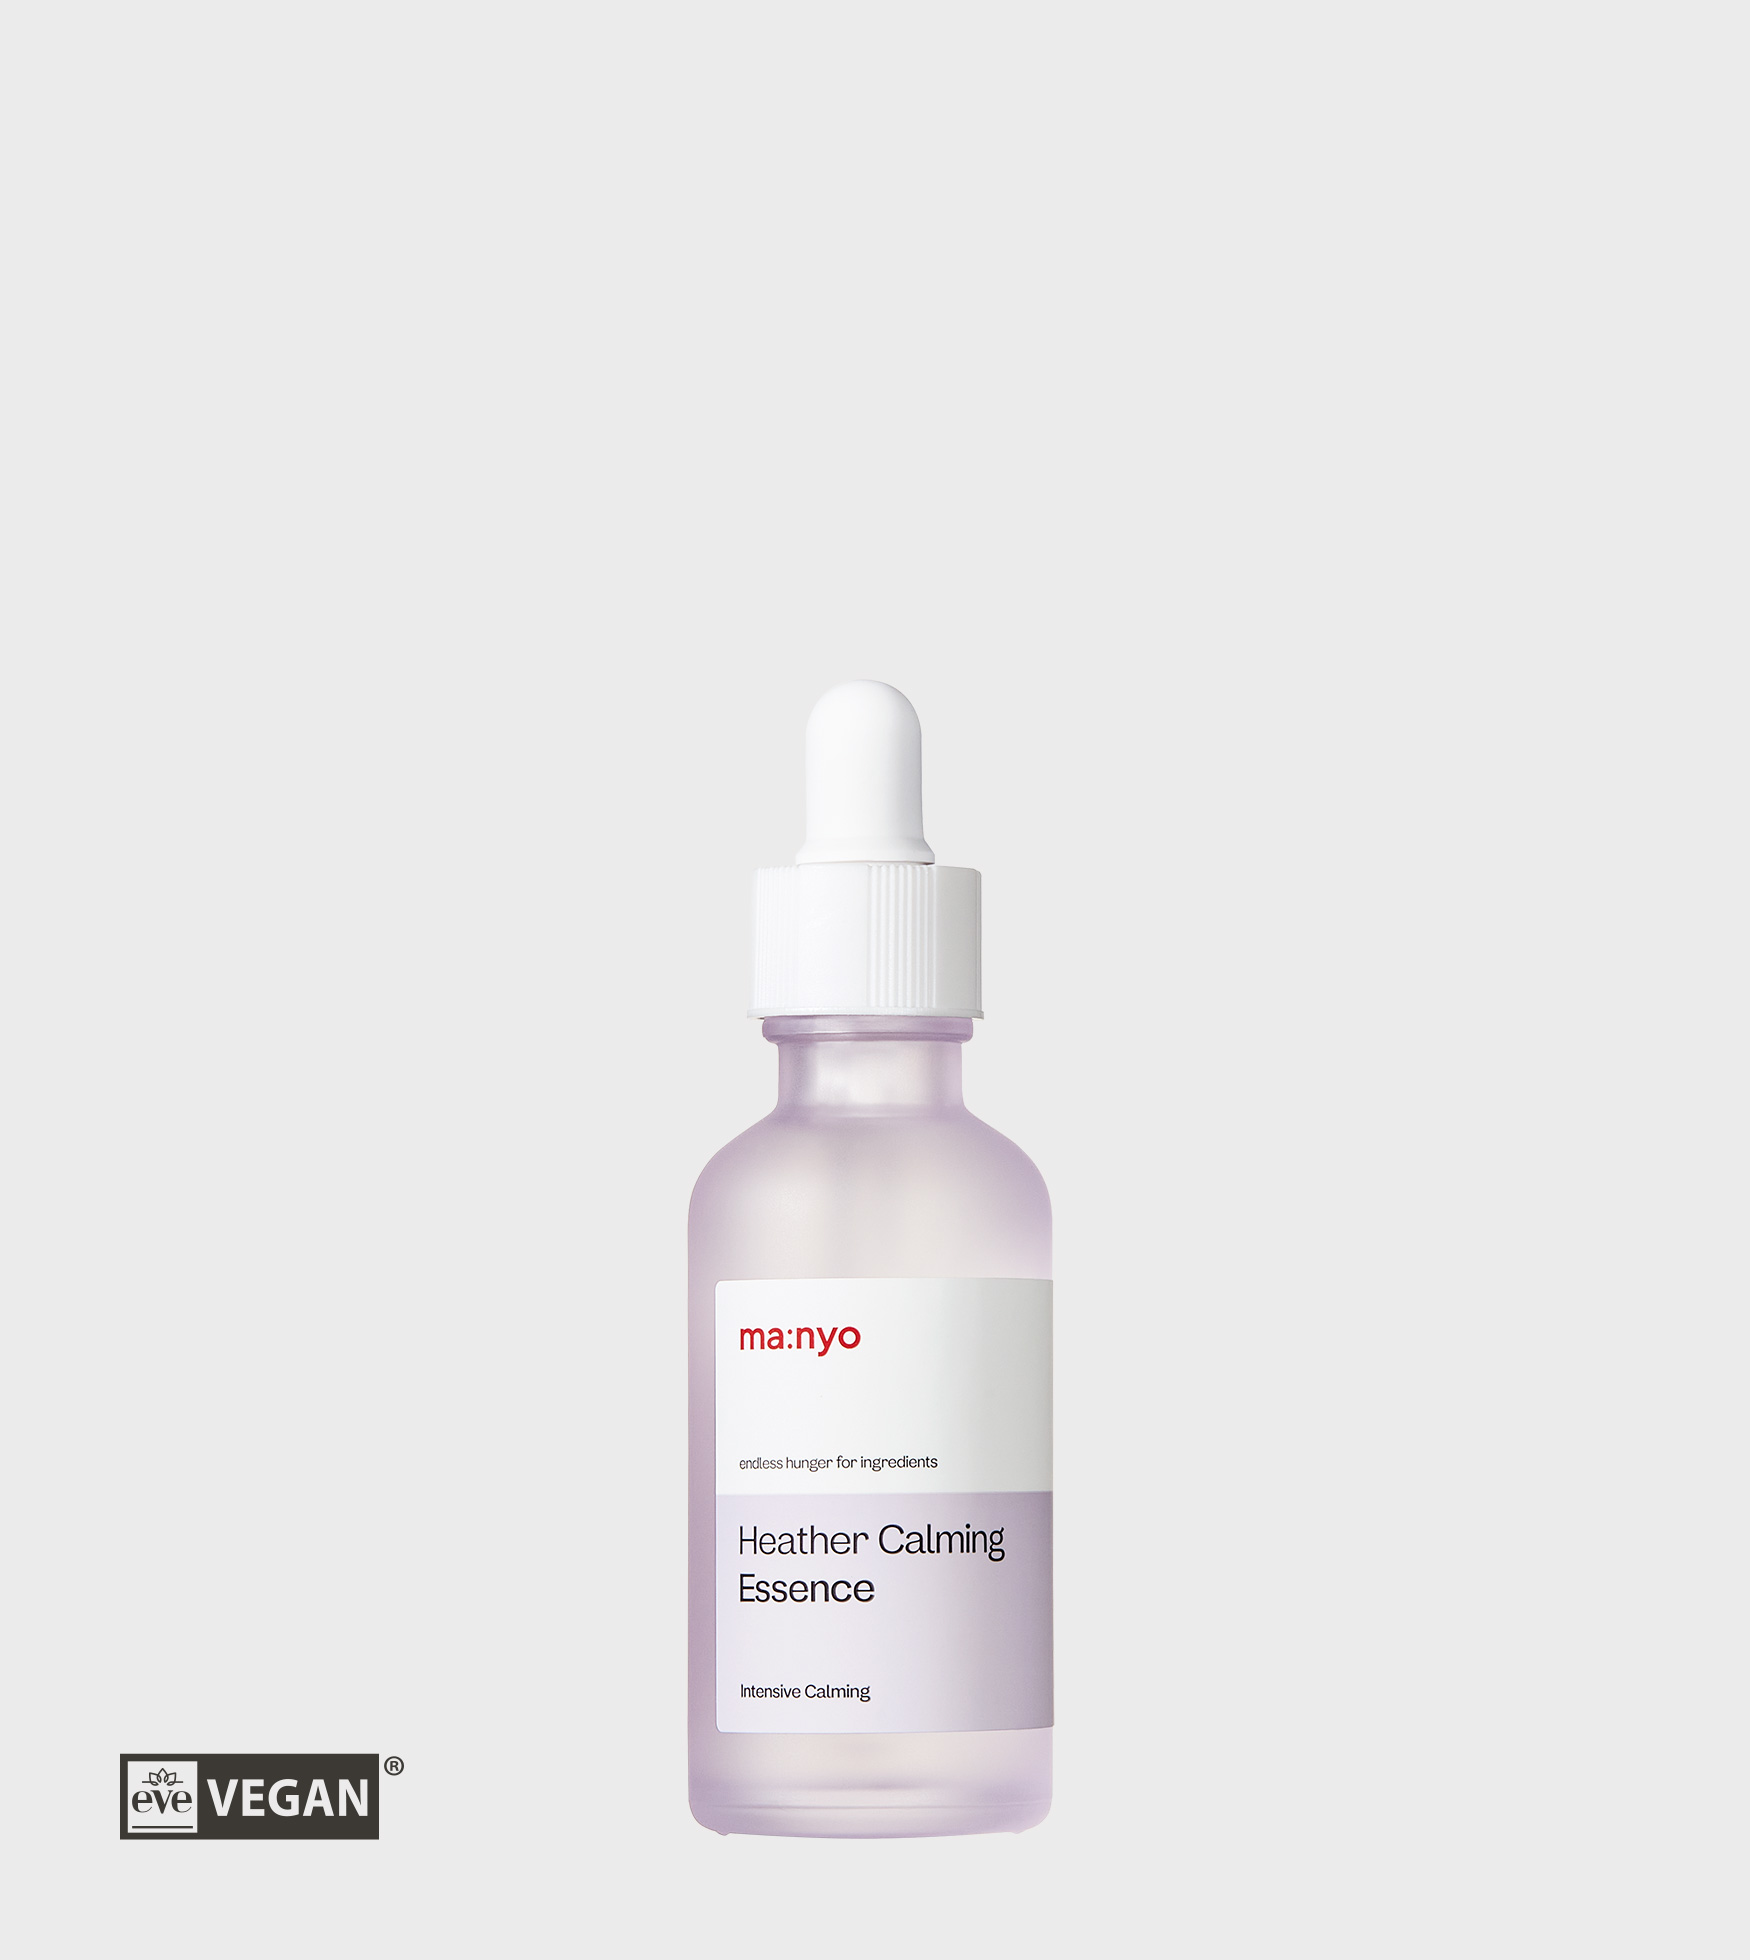 ma:nyo
endless hunger for ingredients
Heather Calming
Essence
Intensive Calming
eve VEGAN®